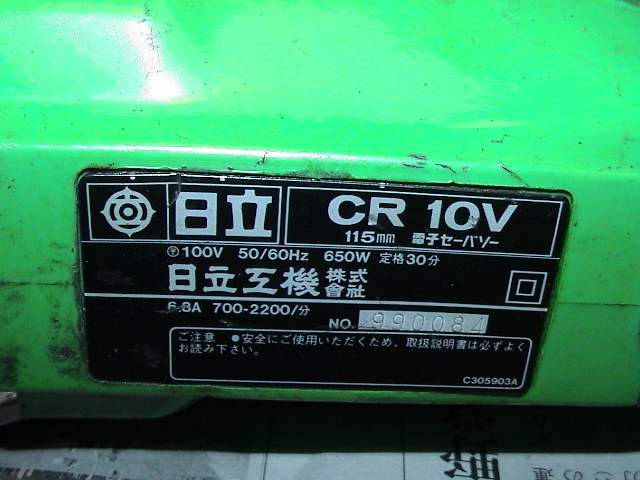 日立 CR 10V
115mm 電子セーバソー
〒 100V 50/60Hz 650W 定格30分
日立工機 株式會社
6.8A 700-2200/分
NO. 990084
ご注意 ●安全にご使用いただくため、取扱説明書は必ずよく
お読み下さい。
C305903A